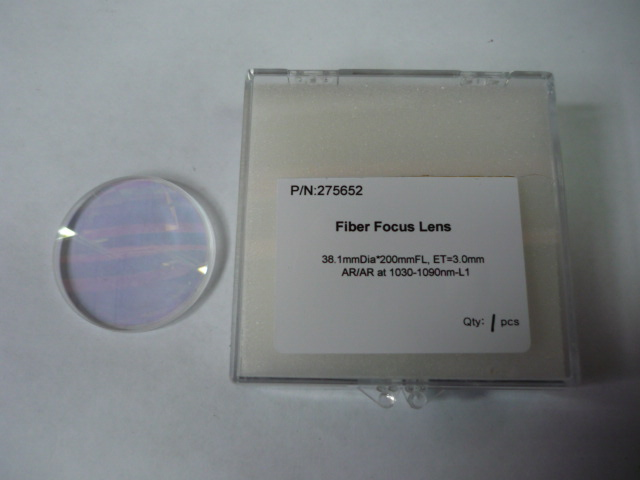 P/N:275652
Fiber Focus Lens
38.1mmDia*200mmFL, ET=3.0mm
AR/AR at 1030-1090nm-L1
Qty: 1 pcs